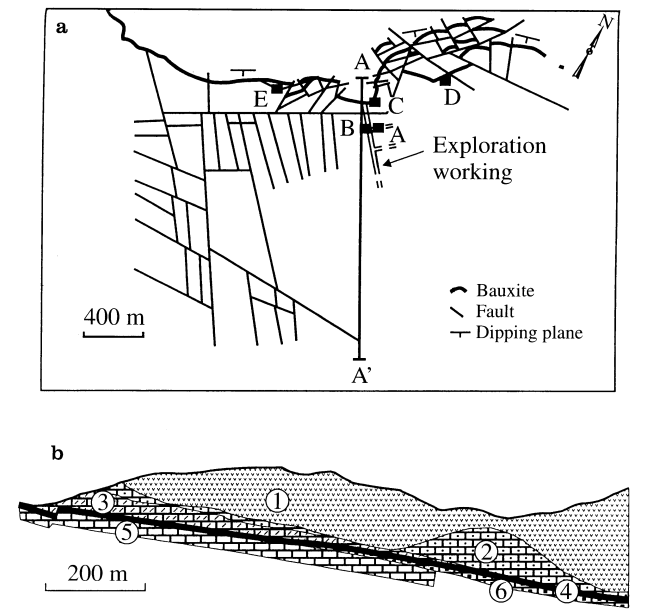 a
N
A
E
C
D
B
A
Exploration
working
Bauxite
Fault
Dipping plane
400 m
A'
b
3
1
5
2
200 m
6
4